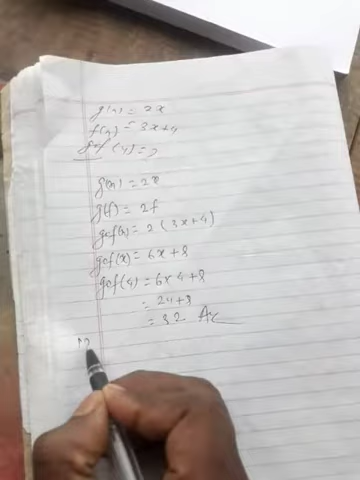 g(x) = 2x
f(x) = 3x+4
gof (4) = ?
g(x) = 2x
g(f) = 2f
gof(x) = 2 (3x+4)
gof(x) = 6x+8
gof(4) = 6x4+8
= 24+8
= 32